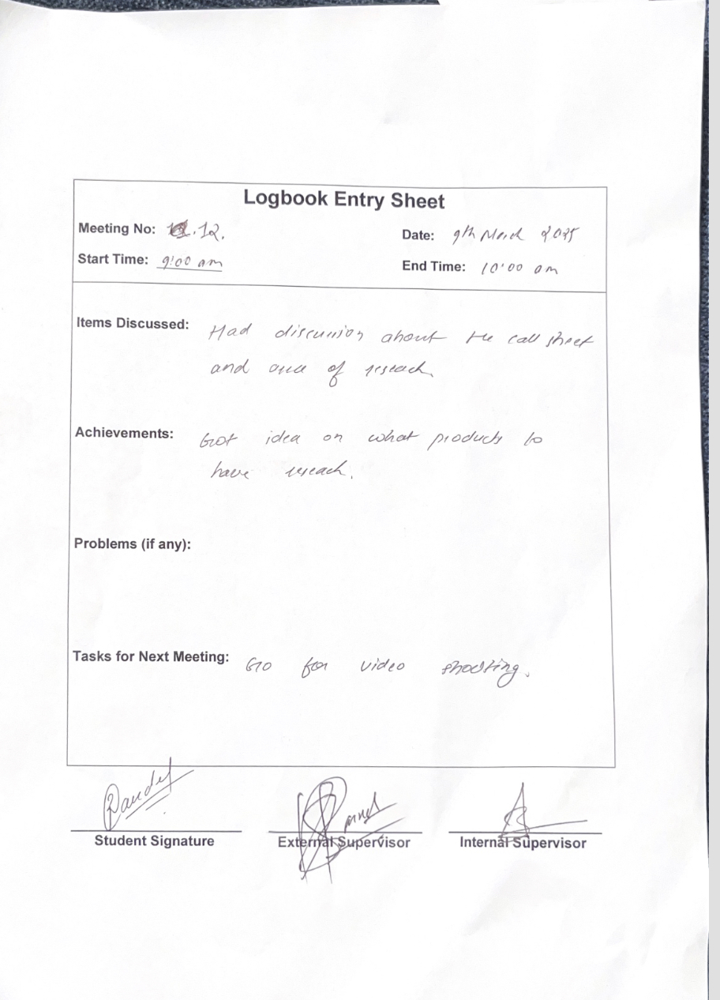 Logbook Entry Sheet
Meeting No: 12.
Date: 9th March 2025
Start Time: 9:00 am
End Time: 10:00 am
Items Discussed: Had discussion about the call sheet
and area of reseach.
Achievements: Got idea on what products to
have reseach.
Problems (if any):
Tasks for Next Meeting: Go for video shooting.
Student Signature External Supervisor Internal Supervisor